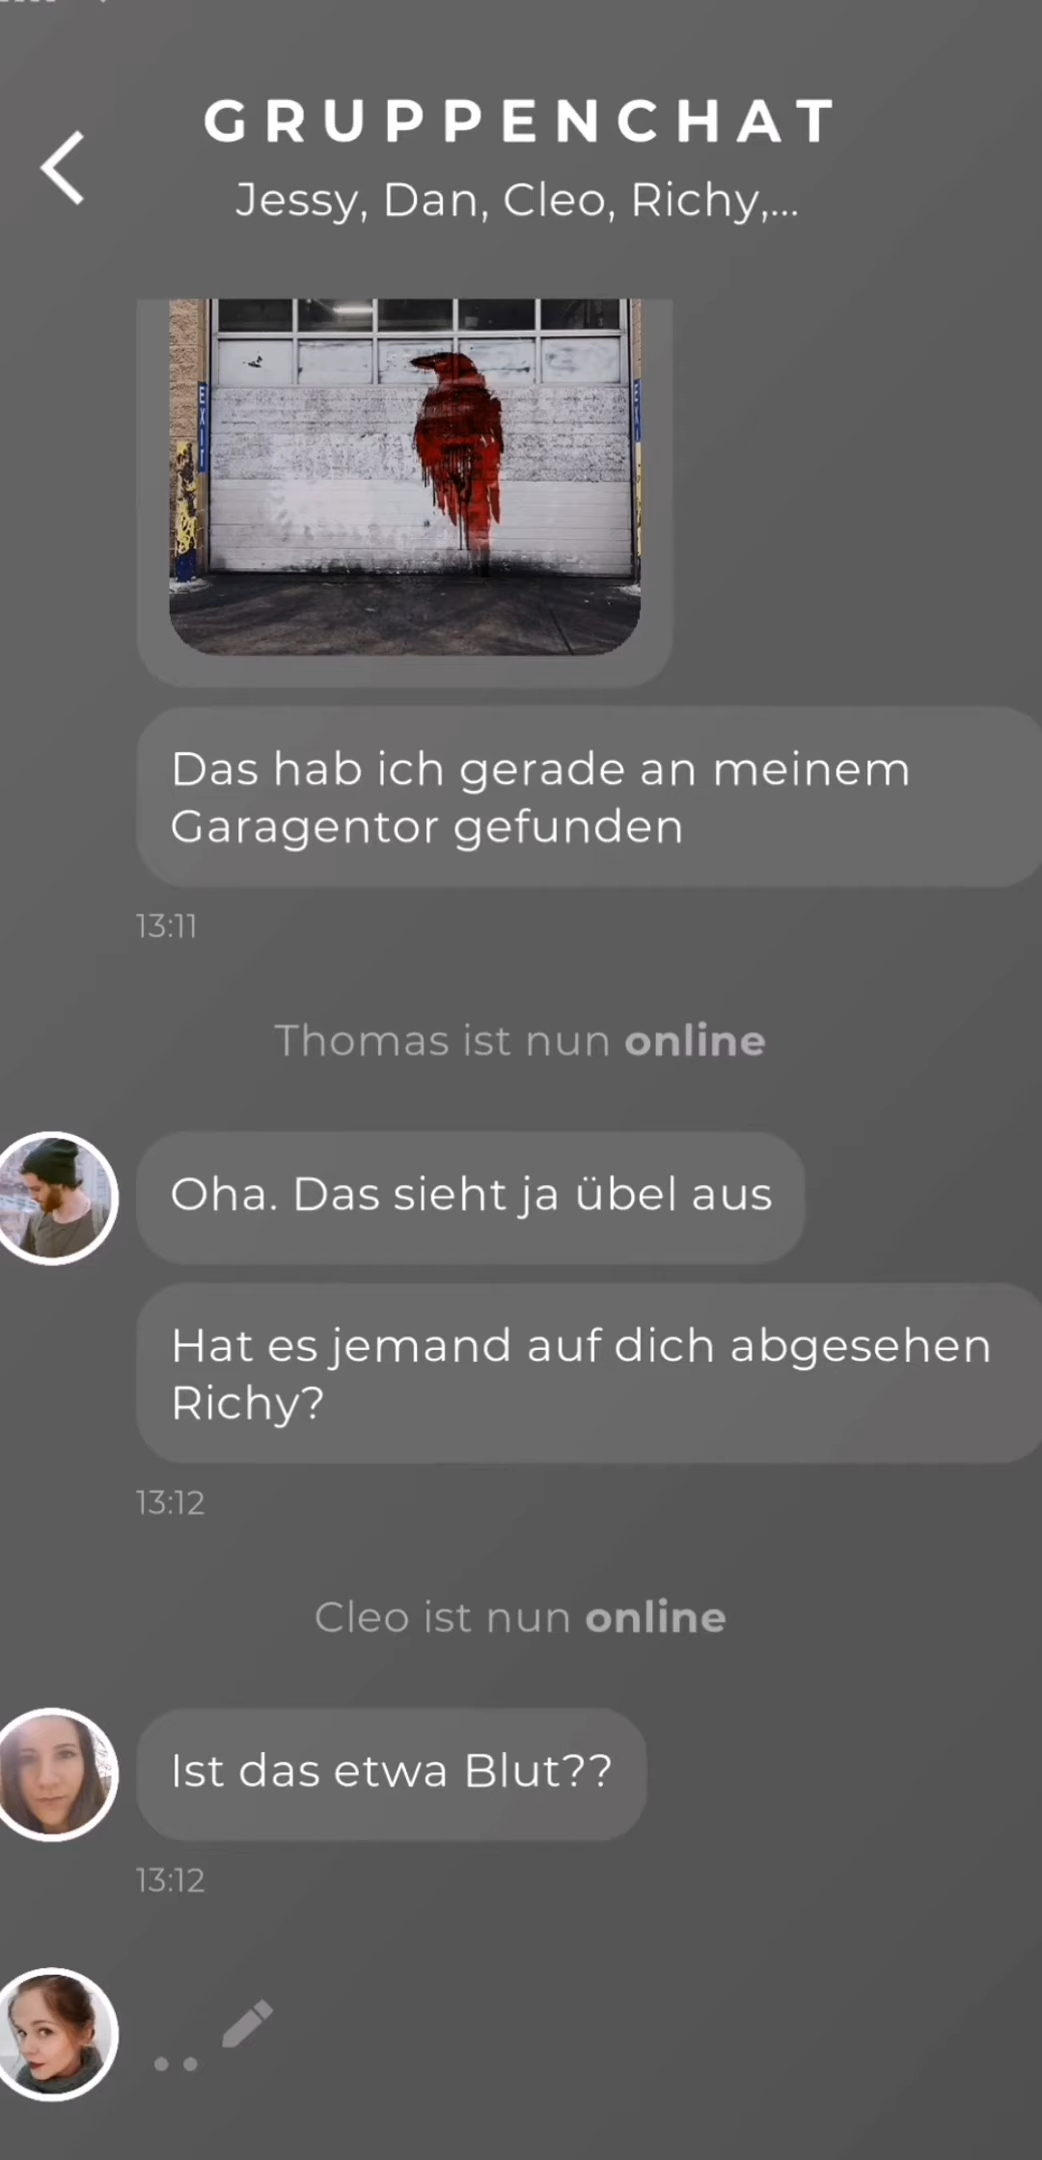 GRUPPENCHAT
Jessy, Dan, Cleo, Richy,...
EXIT
Das hab ich gerade an meinem
Garagentor gefunden
13:11
Thomas ist nun online
Oha. Das sieht ja übel aus
Hat es jemand auf dich abgesehen
Richy?
13:12
Cleo ist nun online
Ist das etwa Blut??
13:12